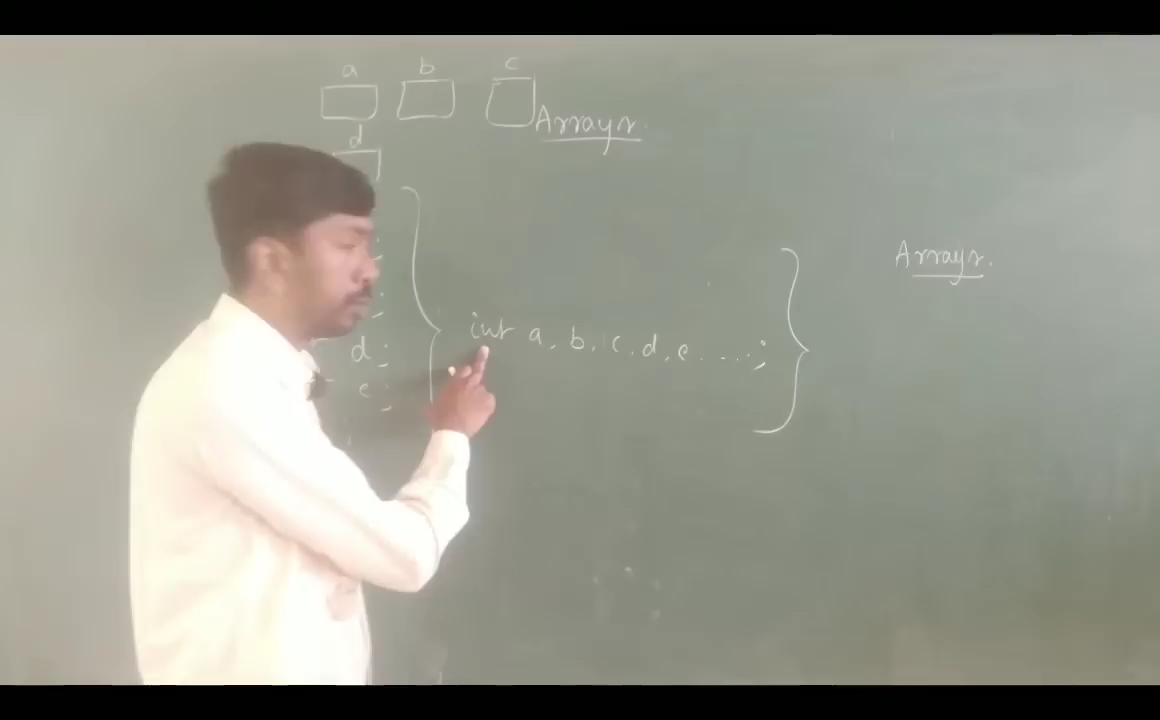 a b c
Arrays.
d
Arrays.
int a, b, c, d, e ....;
d;
e;